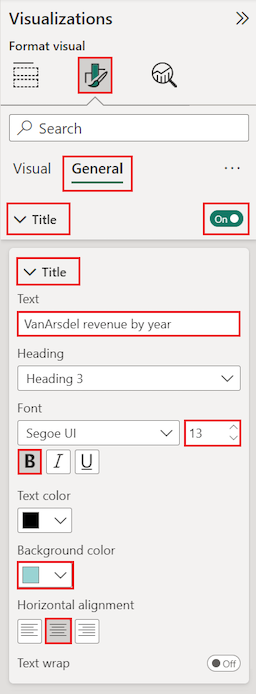 Visualizations
Format visual
Search
Visual General
Title On
Title
Text
VanArsdel revenue by year
Heading
Heading 3
Font
Segoe UI 13
B I U
Text color
Background color
Horizontal alignment
Text wrap Off